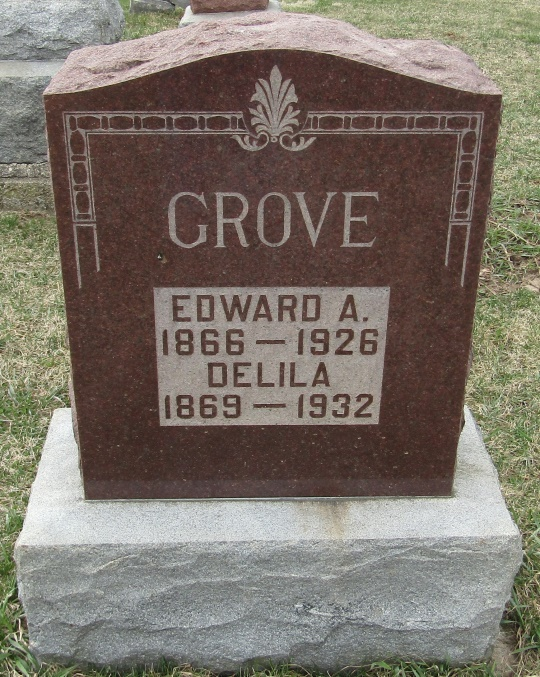 GROVE
EDWARD A.
1866 — 1926
DELILA
1869 — 1932